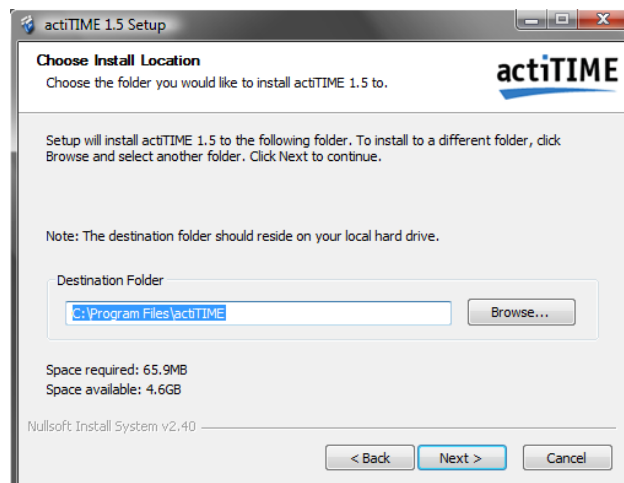 actiTIME 1.5 Setup
Choose Install Location
Choose the folder you would like to install actiTIME 1.5 to.
actiTIME
Setup will install actiTIME 1.5 to the following folder. To install to a different folder, click
Browse and select another folder. Click Next to continue.
Note: The destination folder should reside on your local hard drive.
Destination Folder
C:\Program Files\actiTIME
Browse...
Space required: 65.9MB
Space available: 4.6GB
Nullsoft Install System v2.40
< Back
Next >
Cancel